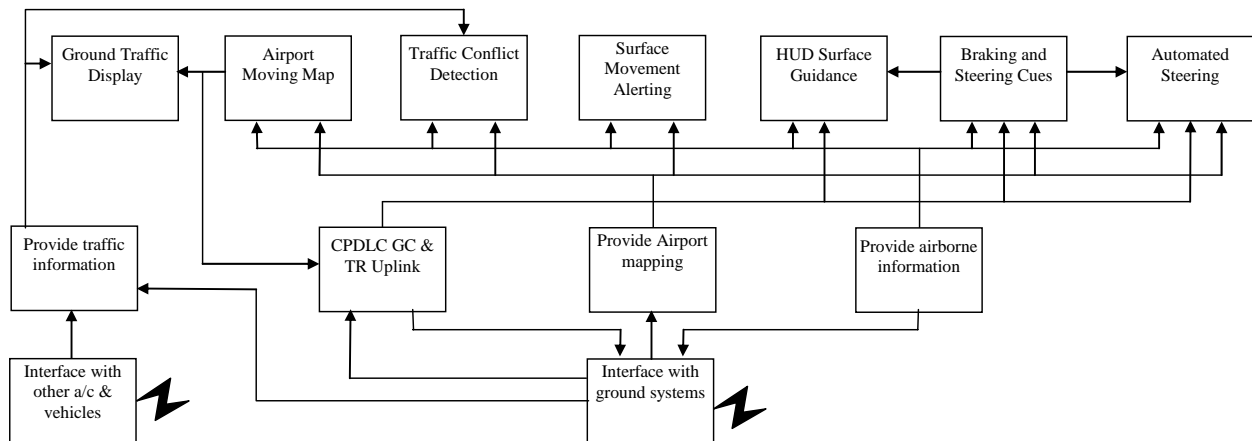 Ground Traffic
Display
Airport
Moving Map
Traffic Conflict
Detection
Surface
Movement
Alerting
HUD Surface
Guidance
Braking and
Steering Cues
Automated
Steering
Provide traffic
information
CPDLC GC &
TR Uplink
Provide Airport
mapping
Provide airborne
information
Interface with
other a/c &
vehicles
Interface with
ground systems